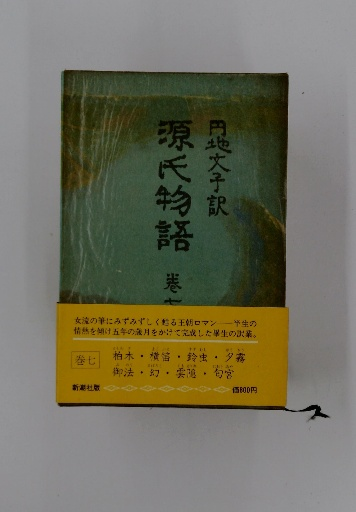 円地文子訳
源氏物語
巻七
女流の筆にみずみずしく甦る王朝ロマン──半生の
情熱を傾け五年の歳月をかけて完成した畢生の訳業。
巻七
柏木・横笛・鈴虫・夕霧
御法・幻・雲隠・匂宮
新潮社版
価800円